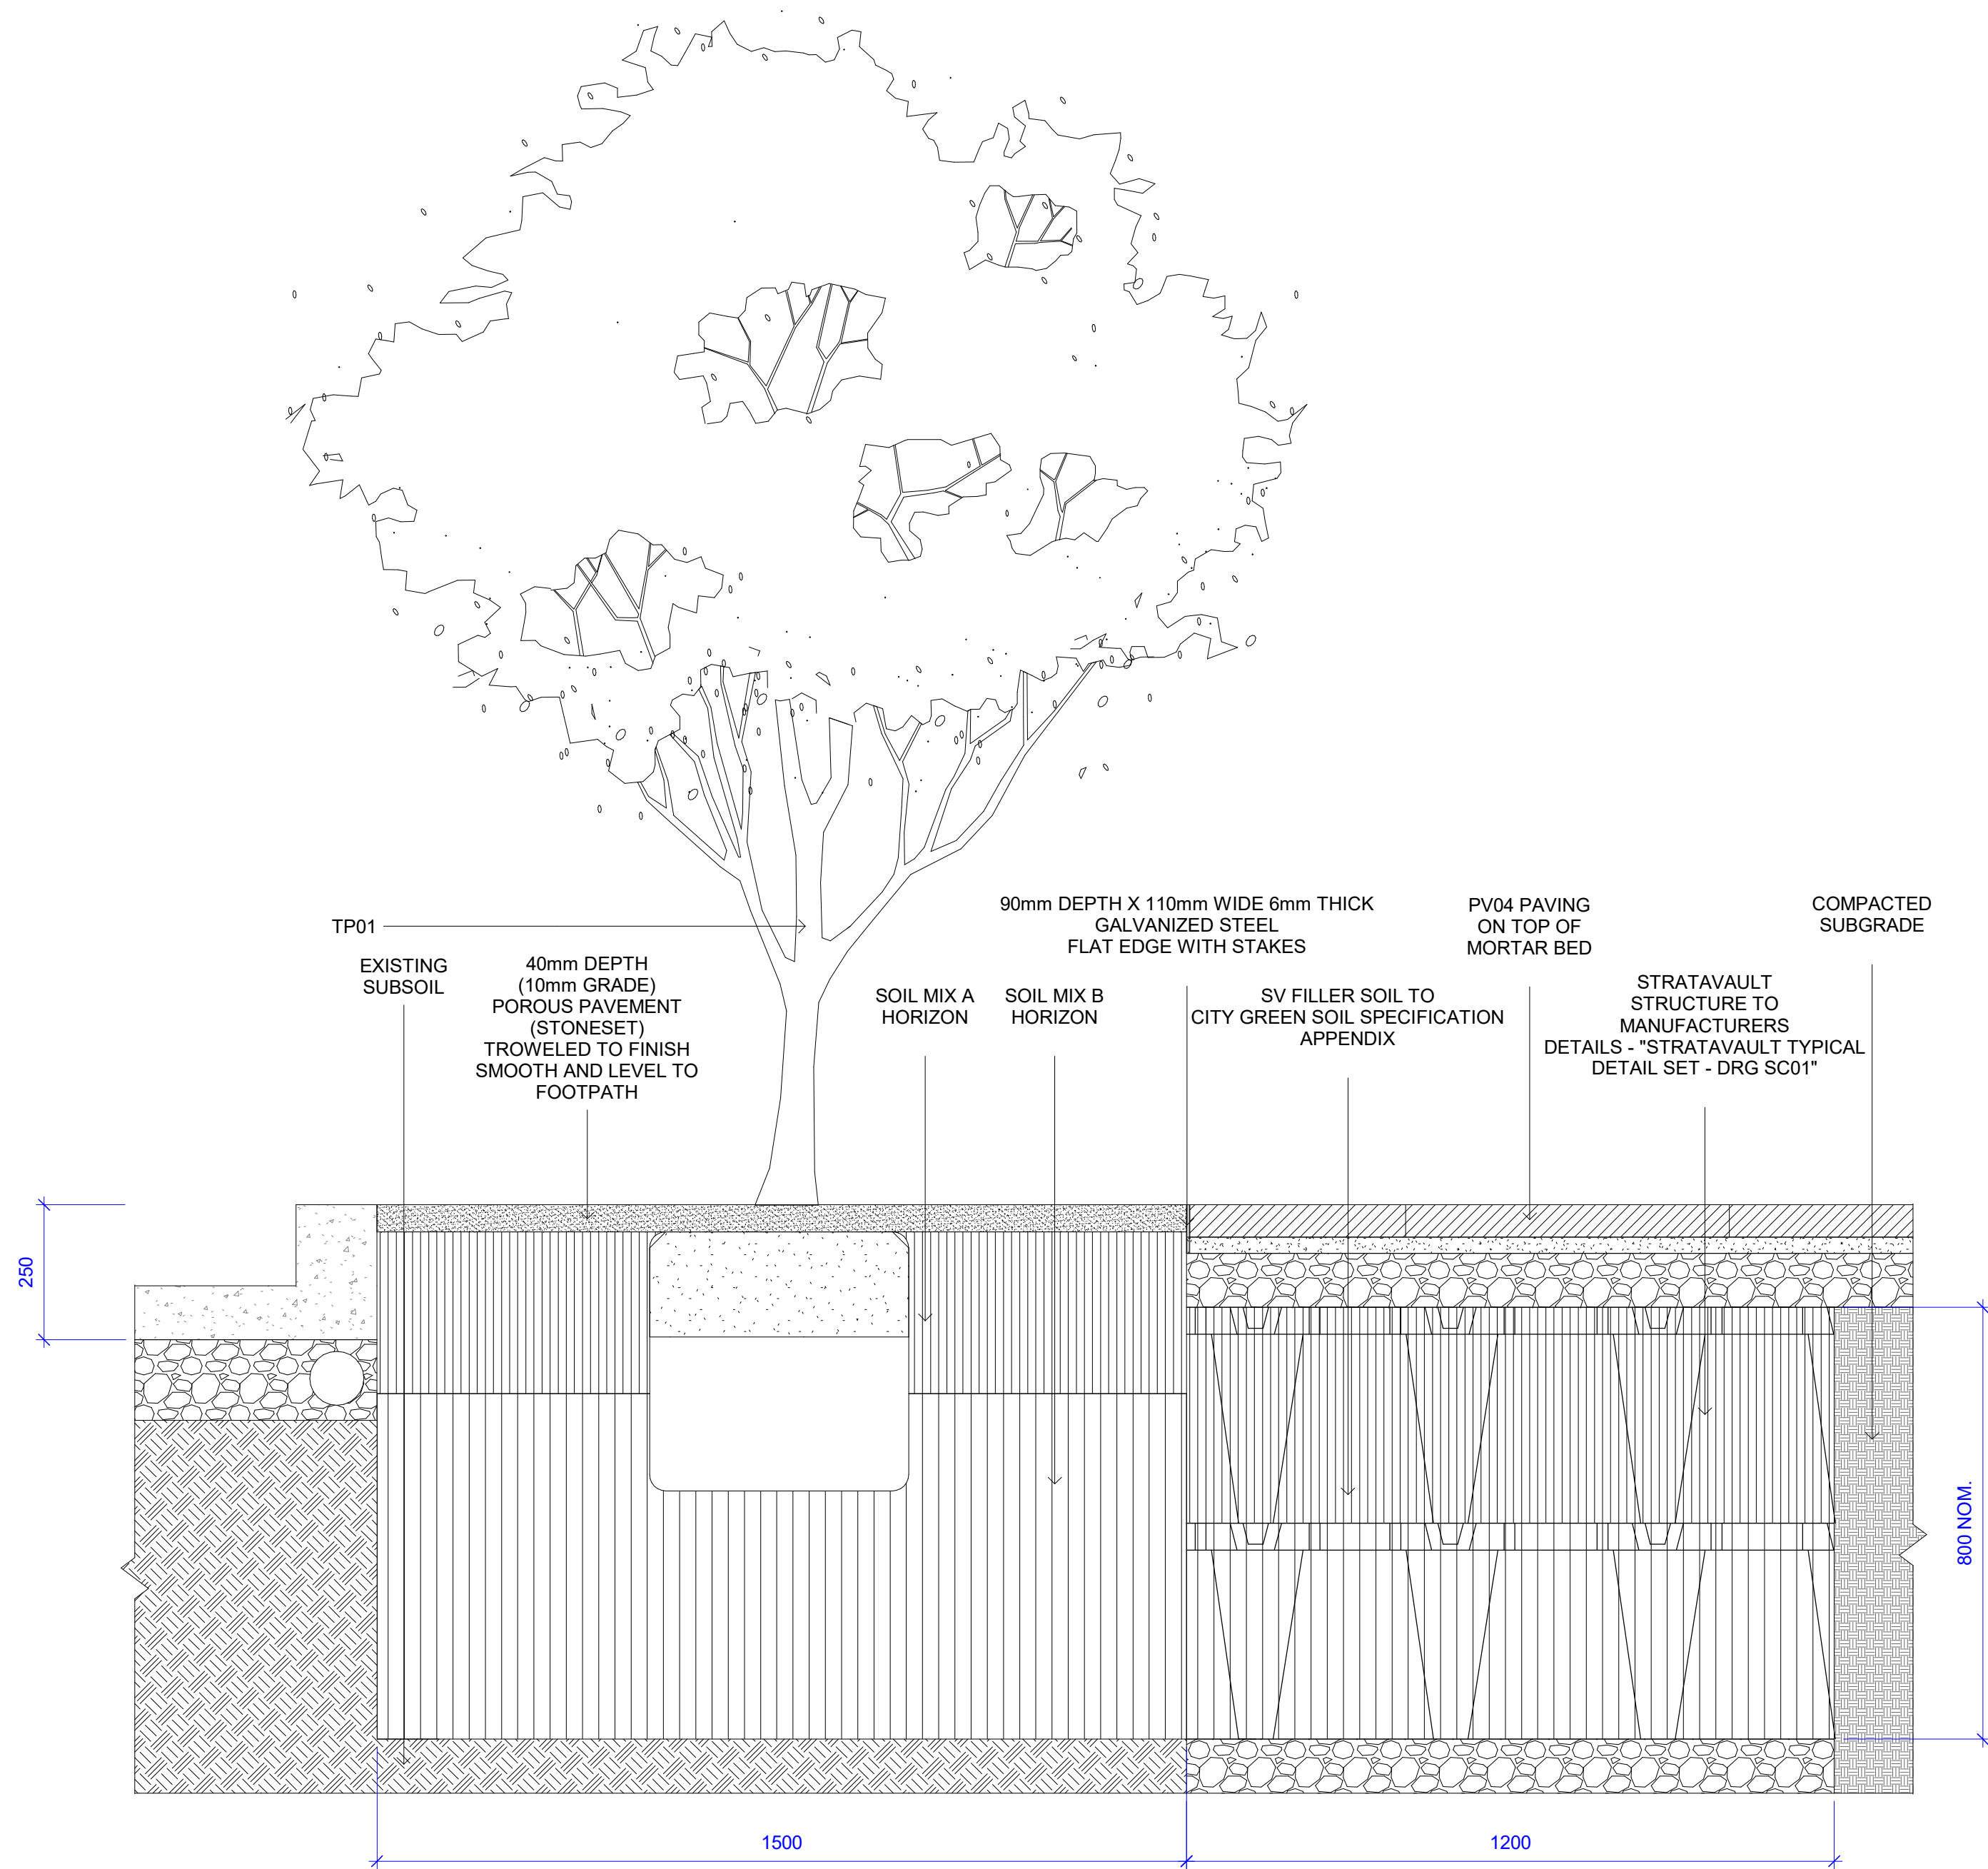 90mm DEPTH X 110mm WIDE 6mm THICK
GALVANIZED STEEL
FLAT EDGE WITH STAKES
PV04 PAVING
ON TOP OF
MORTAR BED
COMPACTED
SUBGRADE
TP01
EXISTING
SUBSOIL
40mm DEPTH
(10mm GRADE)
POROUS PAVEMENT
(STONESET)
TROWELED TO FINISH
SMOOTH AND LEVEL TO
FOOTPATH
SOIL MIX A
HORIZON
SOIL MIX B
HORIZON
SV FILLER SOIL TO
CITY GREEN SOIL SPECIFICATION
APPENDIX
STRATAVAULT
STRUCTURE TO
MANUFACTURERS
DETAILS - "STRATAVAULT TYPICAL
DETAIL SET - DRG SC01"
250
800 NOM.
1500
1200